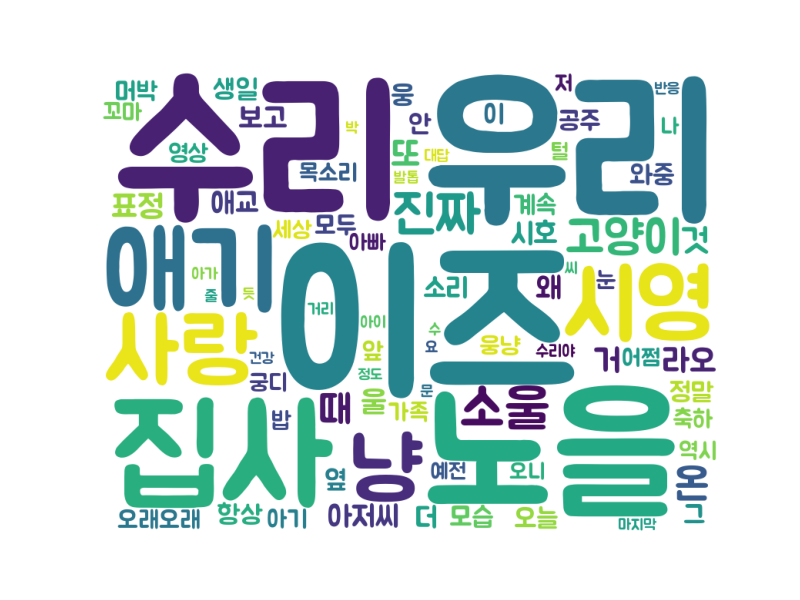 머박 생일 웅 저 반응
꼬마 수리 우리 이
보고 박 안 공주 나
영상 목소리 또 대답 털 와중
표정 애교 발톱 진짜 계속
세상 모두 시호 고양이 것
애기 아빠 이즈 씨
아가 줄 듯 소리 왜 눈 시영
거리 아이
사랑 수 요 웅냥 수리야
건강 앞 거 어쩜 라오
궁디 정도 문
집사 밥 때 울 가족 소울 노을 정말
축하
냥 역시
옆 예전 오니 온
오래오래 항상 아기 아저씨 더 모습 오늘 그
마지막